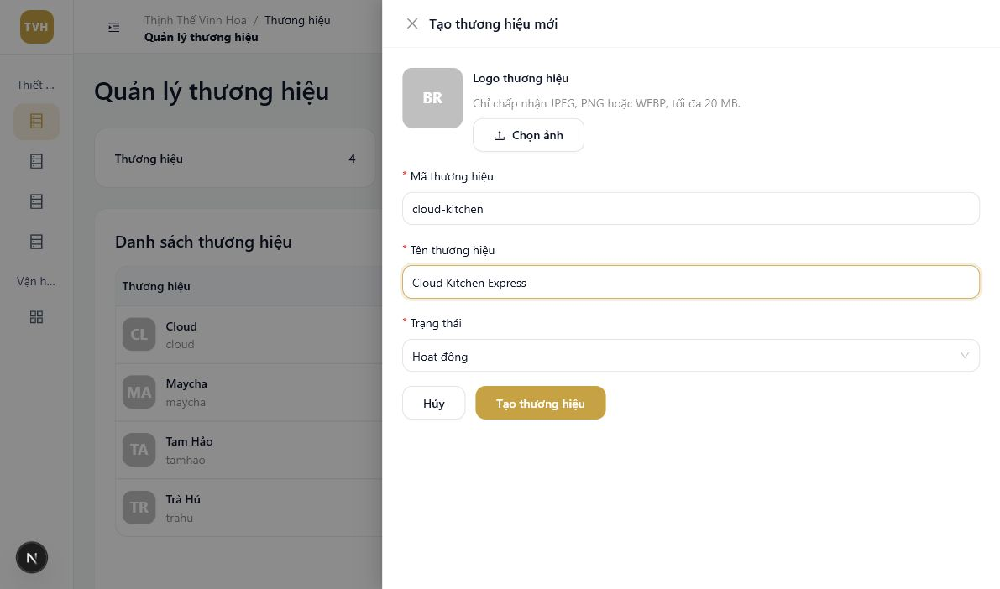 TVH
Thịnh Thế Vinh Hoa / Thương hiệu
Quản lý thương hiệu
Thiết ...
Vận h...
Quản lý thương hiệu
Thương hiệu 4
Danh sách thương hiệu
Thương hiệu
CL Cloud
cloud
MA Maycha
maycha
TA Tam Hảo
tamhao
TR Trà Hú
trahu
N
Tạo thương hiệu mới
BR
Logo thương hiệu
Chỉ chấp nhận JPEG, PNG hoặc WEBP, tối đa 20 MB.
Chọn ảnh
* Mã thương hiệu
cloud-kitchen
* Tên thương hiệu
Cloud Kitchen Express
* Trạng thái
Hoạt động
Hủy Tạo thương hiệu